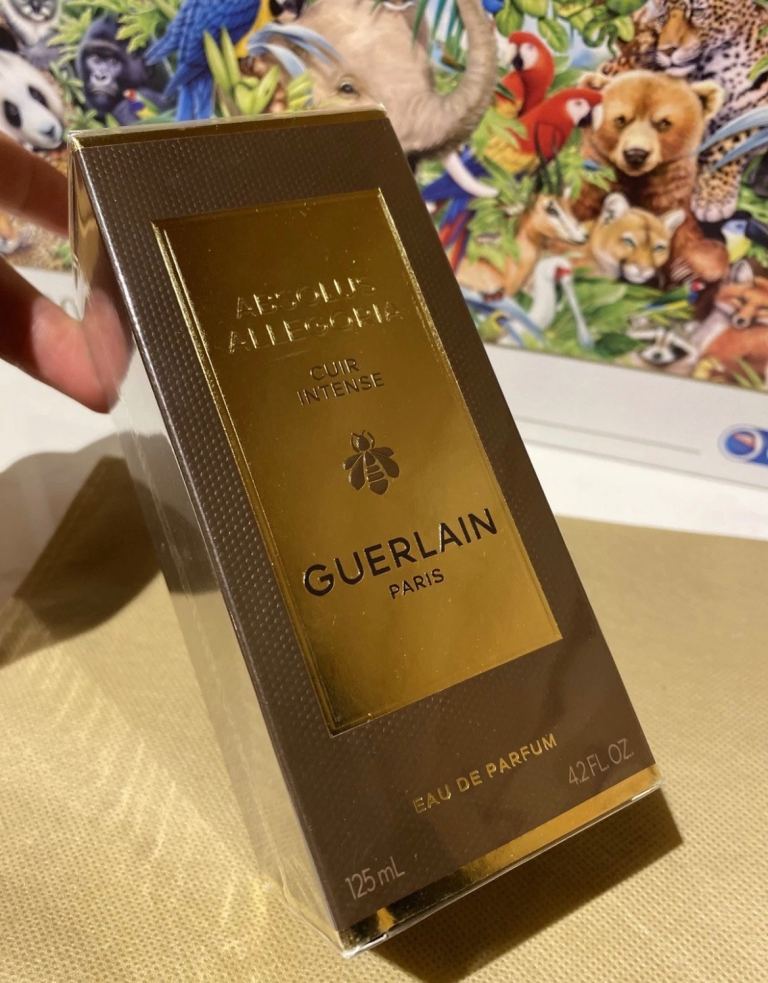 ABSOLUS
ALLEGORIA
CUIR
INTENSE
GUERLAIN
PARIS
EAU DE PARFUM
4.2 FL. OZ.
125 mL